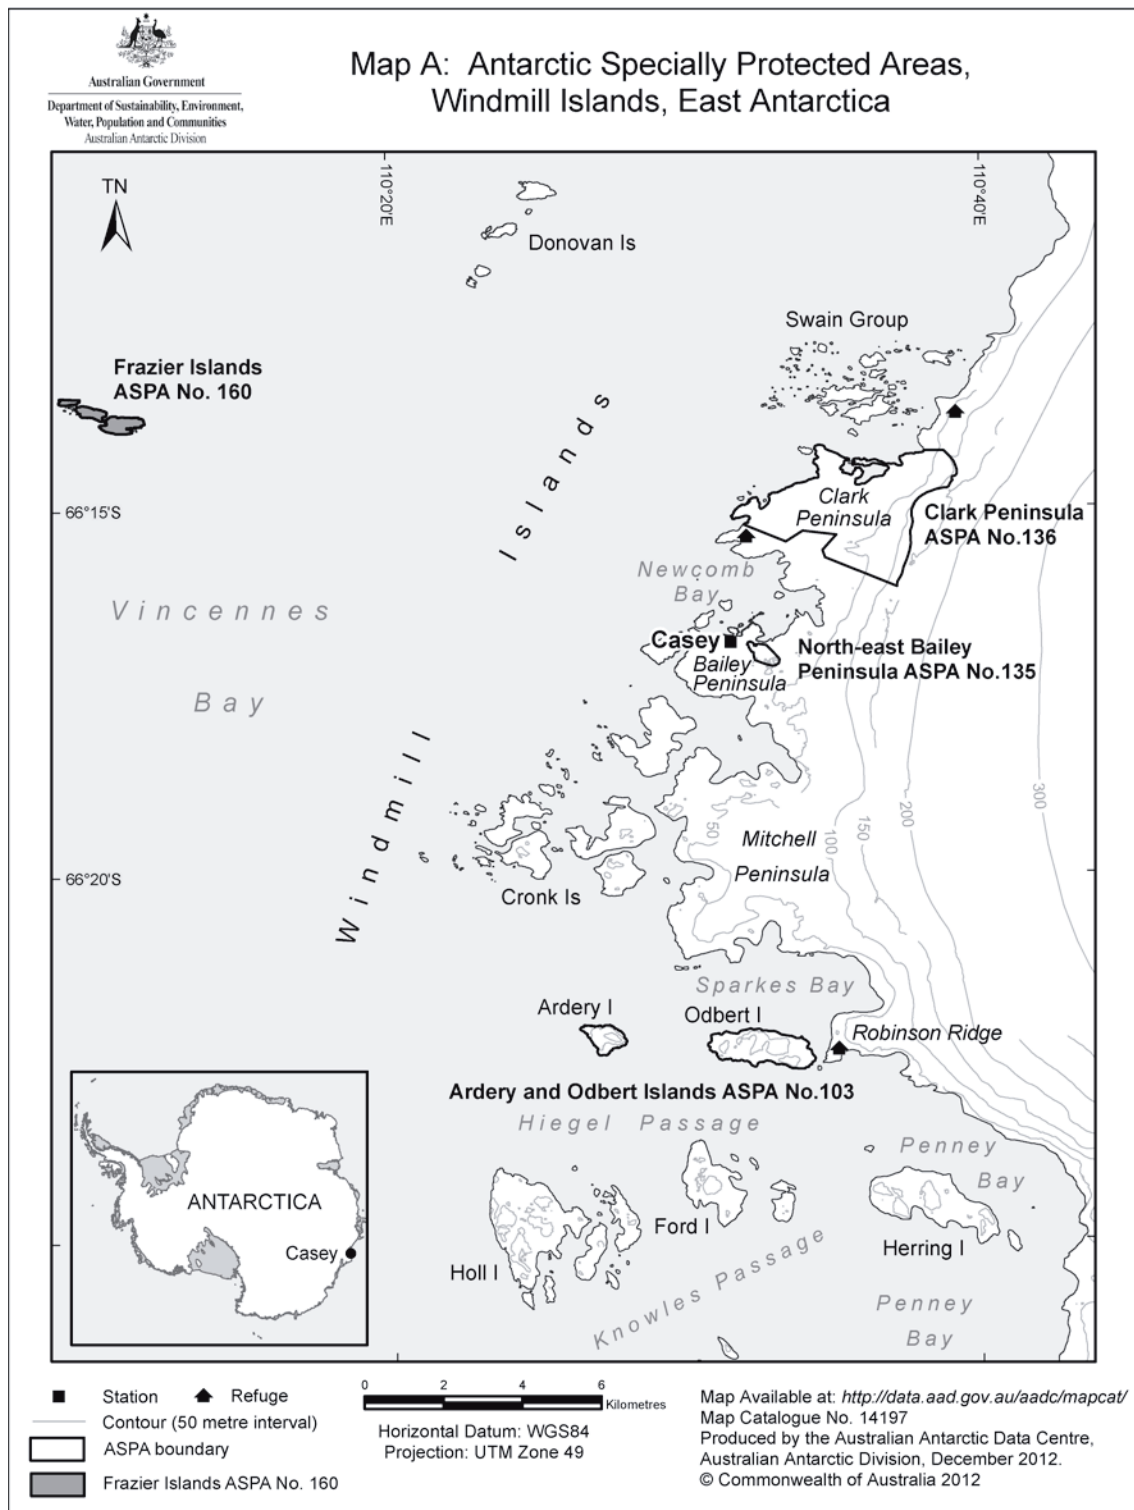 Australian Government
Department of Sustainability, Environment,
Water, Population and Communities
Australian Antarctic Division
Map A:  Antarctic Specially Protected Areas,
Windmill Islands, East Antarctica
110°20'E
110°40'E
TN
Donovan Is
Swain Group
Frazier Islands
ASPA No. 160
Clark
Peninsula
66°15'S
Clark Peninsula
ASPA No.136
Newcomb
Bay
Vincennes
Bay
Windmill Islands
Casey
Bailey
Peninsula
North-east Bailey
Peninsula ASPA No.135
300
200
150
100
50
Mitchell
Peninsula
66°20'S
Cronk Is
Sparkes Bay
Ardery I
Odbert I
Robinson Ridge
Ardery and Odbert Islands ASPA No.103
Hiegel Passage
Penney
Bay
Ford I
Herring I
Holl I
Knowles Passage
Penney
Bay
ANTARCTICA
Casey
Station
Refuge
Contour (50 metre interval)
ASPA boundary
Frazier Islands ASPA No. 160
0 2 4 6
Kilometres
Horizontal Datum: WGS84
Projection: UTM Zone 49
Map Available at: http://data.aad.gov.au/aadc/mapcat/
Map Catalogue No. 14197
Produced by the Australian Antarctic Data Centre,
Australian Antarctic Division, December 2012.
© Commonwealth of Australia 2012